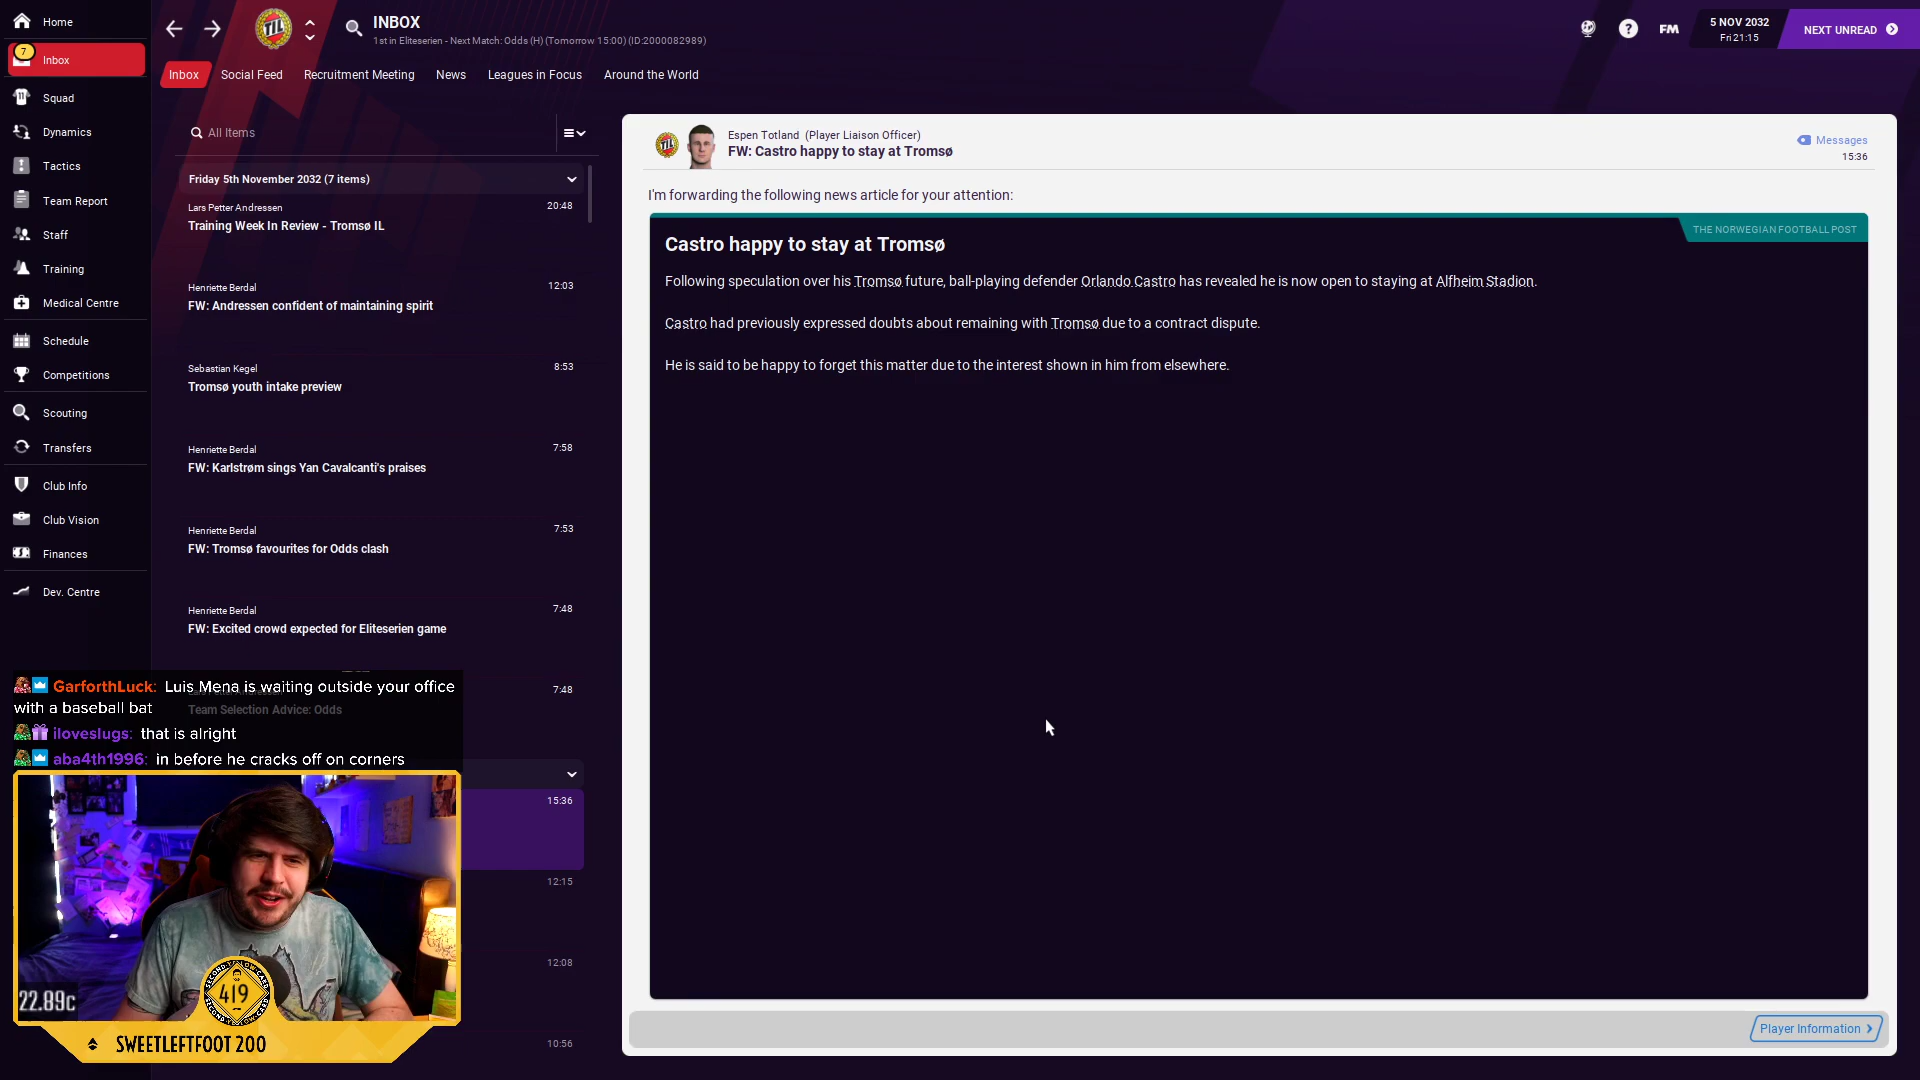 Home
7
Inbox
Squad
Dynamics
Tactics
Team Report
Staff
Training
Medical Centre
Schedule
Competitions
Scouting
Transfers
Club Info
Club Vision
Finances
Dev. Centre
TIL
INBOX
1st in Eliteserien - Next Match: Odds (H) (Tomorrow 15:00) (ID:2000082989)
?
FM
5 NOV 2032
Fri 21:15
NEXT UNREAD
Inbox
Social Feed
Recruitment Meeting
News
Leagues in Focus
Around the World
All Items
Friday 5th November 2032 (7 items)
Lars Petter Andressen
20:48
Training Week In Review - Tromsø IL
Henriette Berdal
12:03
FW: Andressen confident of maintaining spirit
Sebastian Kegel
8:53
Tromsø youth intake preview
Henriette Berdal
7:58
FW: Karlstrøm sings Yan Cavalcanti's praises
Henriette Berdal
7:53
FW: Tromsø favourites for Odds clash
Henriette Berdal
7:48
FW: Excited crowd expected for Eliteserien game
7:48
Team Selection Advice: Odds
15:36
12:15
12:08
10:56
GarforthLuck: Luis Mena is waiting outside your office
with a baseball bat
iloveslugs: that is alright
aba4th1996: in before he cracks off on corners
22.89c
SECOND YELLOW CARD
419
SWEETLEFTFOOT 200
TIL
Espen Totland (Player Liaison Officer)
FW: Castro happy to stay at Tromsø
Messages
15:36
I'm forwarding the following news article for your attention:
THE NORWEGIAN FOOTBALL POST
Castro happy to stay at Tromsø
Following speculation over his Tromsø future, ball-playing defender Orlando Castro has revealed he is now open to staying at Alfheim Stadion.
Castro had previously expressed doubts about remaining with Tromsø due to a contract dispute.
He is said to be happy to forget this matter due to the interest shown in him from elsewhere.
Player Information